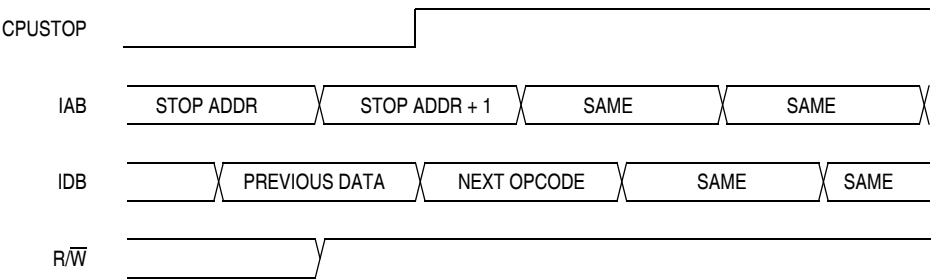 CPUSTOP
IAB STOP ADDR STOP ADDR + 1 SAME SAME
IDB PREVIOUS DATA NEXT OPCODE SAME SAME
R/W̅